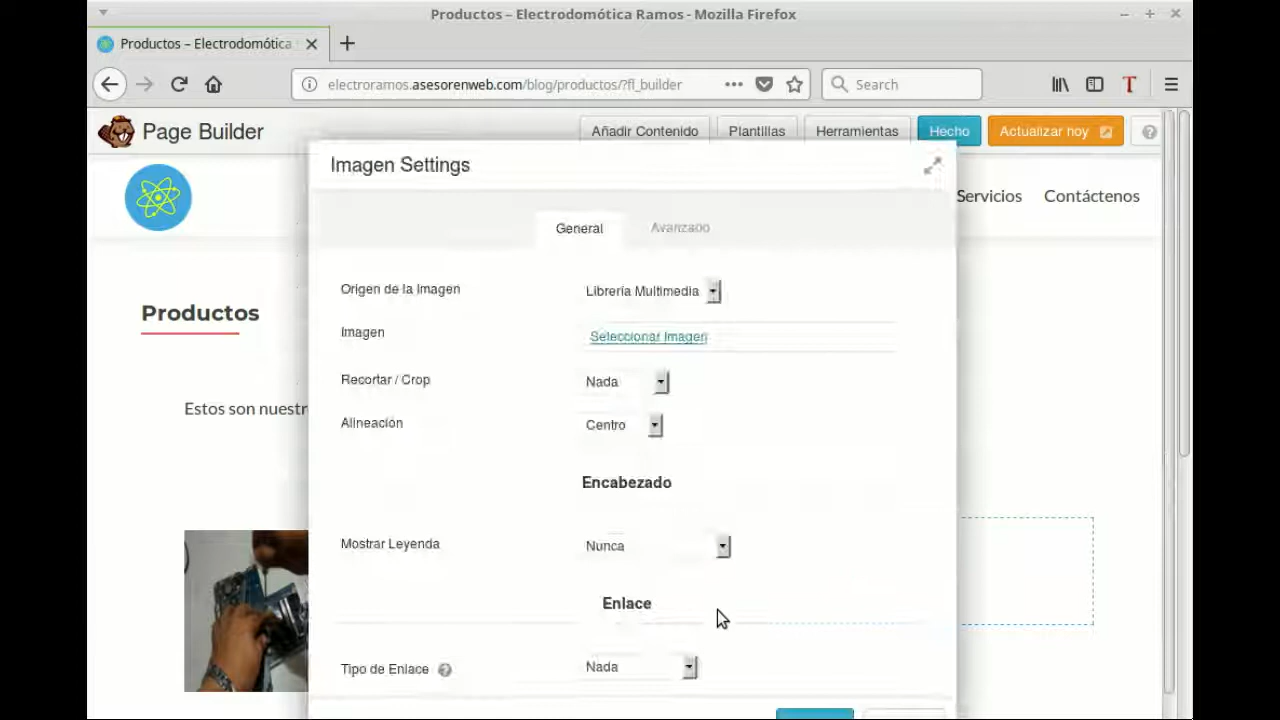 Productos – Electrodomótica Ramos - Mozilla Firefox
Productos – Electrodomótica
electroramos.asesorenweb.com/blog/productos/?fl_builder
Search
Page Builder
Añadir Contenido
Plantillas
Herramientas
Hecho
Actualizar hoy
Imagen Settings
Servicios
Contáctenos
General
Avanzado
Origen de la Imagen
Librería Multimedia
Productos
Imagen
Seleccionar Imagen
Recortar / Crop
Nada
Estos son nuestr
Alineación
Centro
Encabezado
Mostrar Leyenda
Nunca
Enlace
Tipo de Enlace
Nada